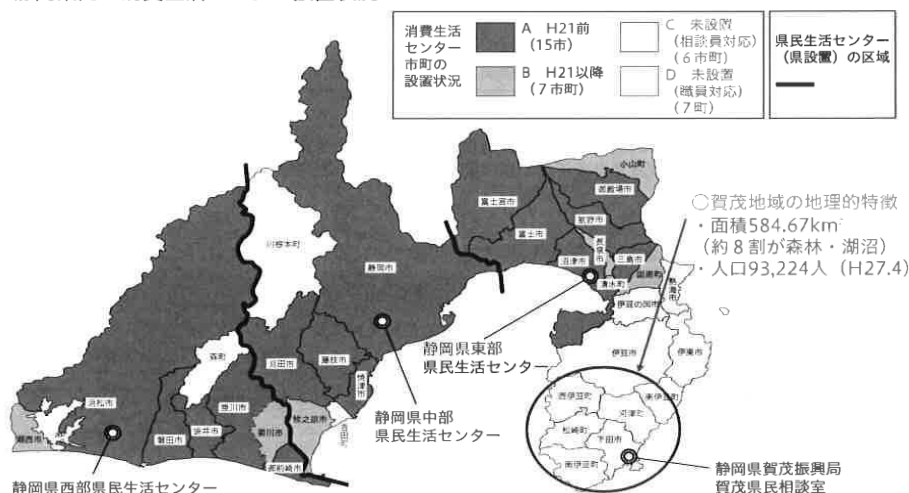 消費生活
センター
市町の
設置状況
A H21前
(15市)
B H21以降
(7市町)
C 未設置
(相談員対応)
(6市町)
D 未設置
(職員対応)
(7町)
県民生活センター
(県設置)の区域
小山町
御殿場市
富士宮市
裾野市
富士市
長泉町
沼津市
三島市
函南町
清水町
熱海市
伊豆の国市
伊東市
伊豆市
川根本町
静岡市
森町
島田市
藤枝市
焼津市
浜松市
掛川市
袋井市
磐田市
湖西市
菊川市
牧之原市
吉田町
御前崎市
西伊豆町
東伊豆町
河津町
松崎町
下田市
南伊豆町
○賀茂地域の地理的特徴
・面積584.67km²
(約8割が森林・湖沼)
・人口93,224人(H27.4)
静岡県東部
県民生活センター
静岡県中部
県民生活センター
静岡県西部県民生活センター
静岡県賀茂振興局
賀茂県民相談室